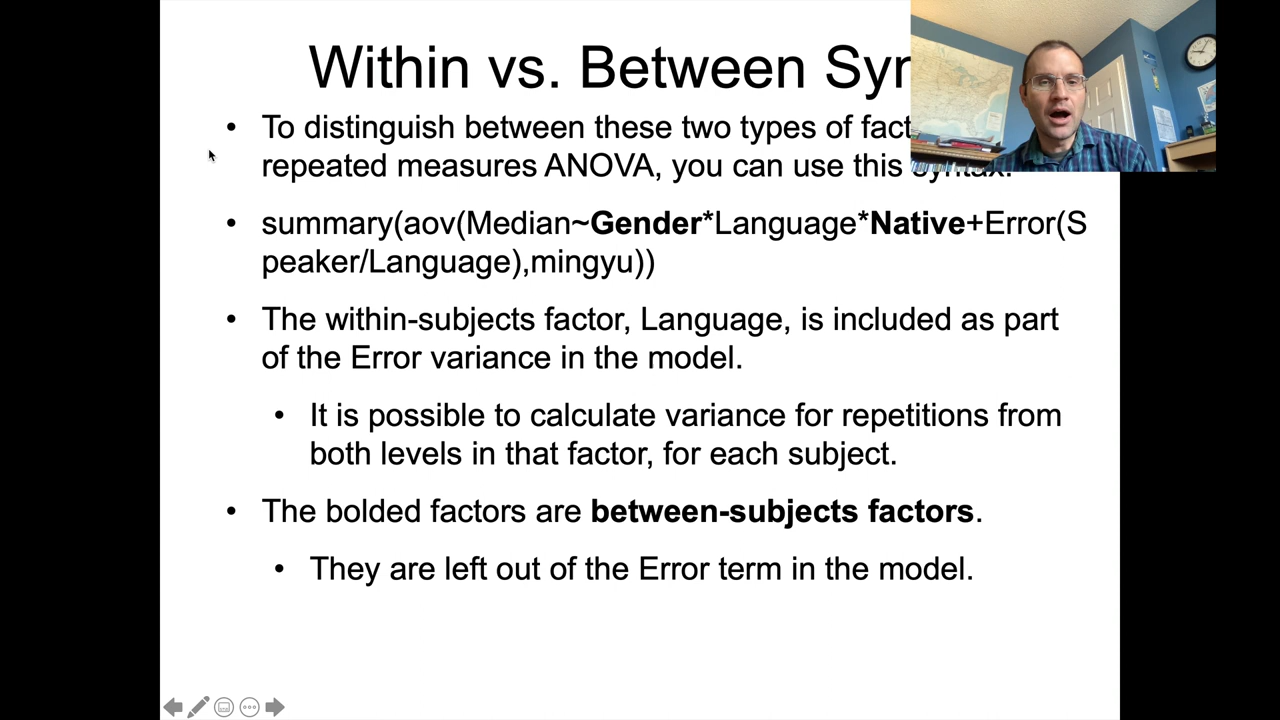 Within vs. Between
To distinguish between these two types of
repeated measures ANOVA, you can use this syntax:
summary(aov(Median~Gender*Language*Native+Error(S
peaker/Language),mingyu))
The within-subjects factor, Language, is included as part
of the Error variance in the model.
It is possible to calculate variance for repetitions from
both levels in that factor, for each subject.
The bolded factors are between-subjects factors.
They are left out of the Error term in the model.